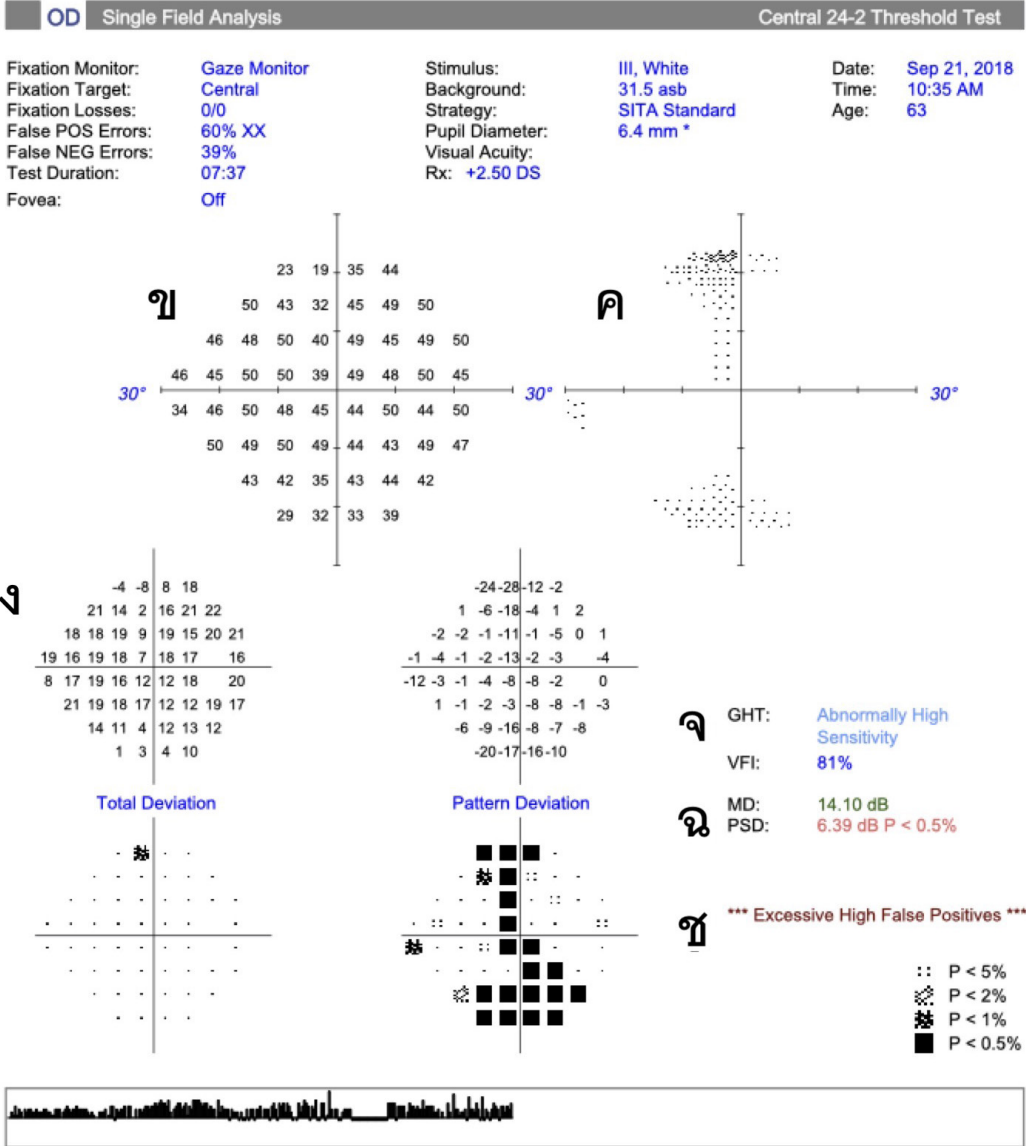 OD Single Field Analysis Central 24-2 Threshold Test
Fixation Monitor: Gaze Monitor Stimulus: III, White Date: Sep 21, 2018
Fixation Target: Central Background: 31.5 asb Time: 10:35 AM
Fixation Losses: 0/0 Strategy: SITA Standard Age: 63
False POS Errors: 60% XX Pupil Diameter: 6.4 mm *
False NEG Errors: 39% Visual Acuity:
Test Duration: 07:37 Rx: +2.50 DS
Fovea: Off
ข ค
23 19 35 44
50 43 32 45 49 50
46 48 50 40 49 45 49 50
46 45 50 50 39 49 48 50 45
30° 30° 30°
34 46 50 48 45 44 50 44 50
50 49 50 49 44 43 49 47
43 42 35 43 44 42
29 32 33 39
ง
-4 -8 8 18 -24 -28 -12 -2
21 14 2 16 21 22 1 -6 -18 -4 1 2
18 18 19 9 19 15 20 21 -2 -2 -1 -11 -1 -5 0 1
19 16 19 18 7 18 17 16 -1 -4 -1 -2 -13 -2 -3 -4
8 17 19 16 12 12 18 20 -12 -3 -1 -4 -8 -8 -2 0
21 19 18 17 12 12 19 17 1 -1 -2 -3 -8 -8 -1 -3
14 11 4 12 13 12 -6 -9 -16 -8 -7 -8
1 3 4 10 -20 -17 -16 -10
จ GHT: Abnormally High
Sensitivity
VFI: 81%
Total Deviation Pattern Deviation
ฉ MD: 14.10 dB
PSD: 6.39 dB P < 0.5%
ช *** Excessive High False Positives ***
P < 5%
P < 2%
P < 1%
P < 0.5%